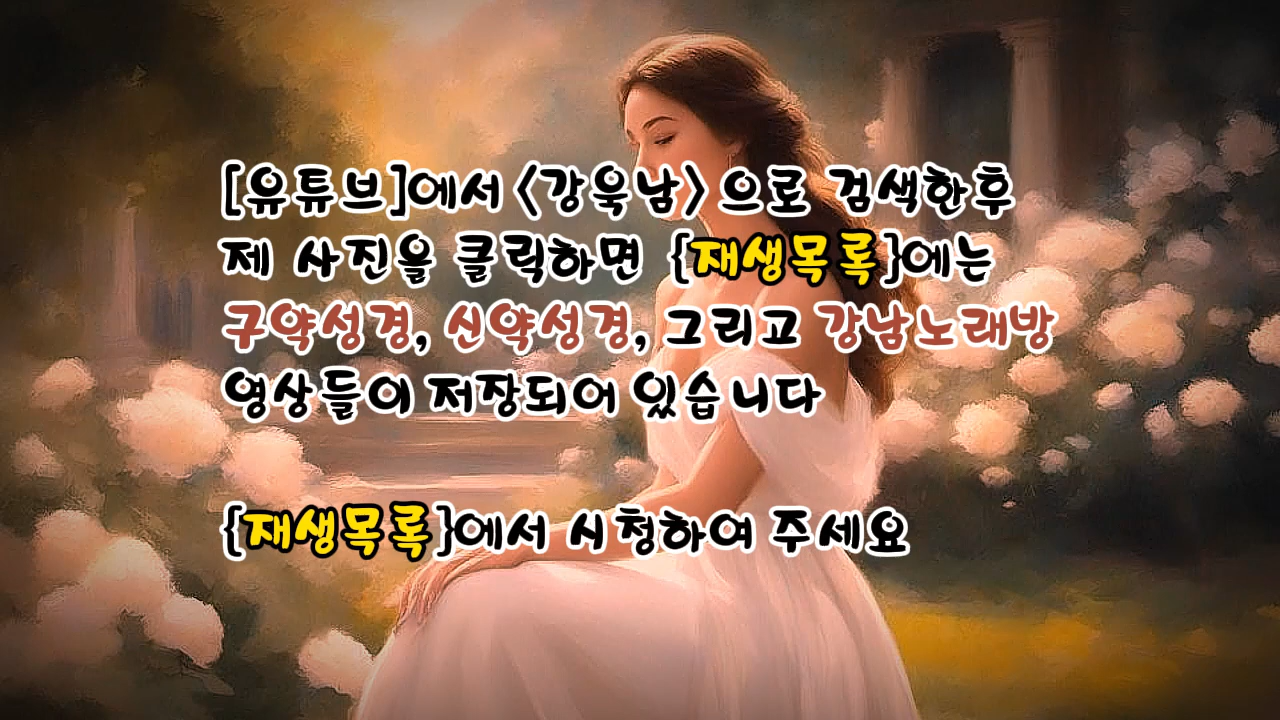 [유튜브]에서 <강욱남> 으로 검색한후
제 사진을 클릭하면 {재생목록}에는
구약성경, 신약성경, 그리고 강남노래방
영상들이 저장되어 있습니다
{재생목록}에서 시청하여 주세요